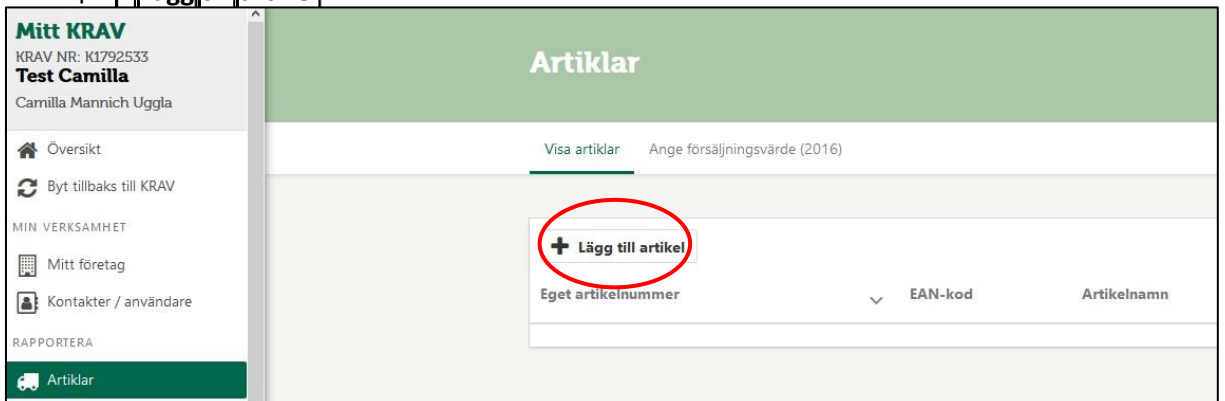 Mitt KRAV
KRAV NR: K1792533
Test Camilla
Camilla Mannich Uggla
Översikt
Byt tillbaks till KRAV
MIN VERKSAMHET
Mitt företag
Kontakter / användare
RAPPORTERA
Artiklar
Artiklar
Visa artiklar Ange försäljningsvärde (2016)
Lägg till artikel
Eget artikelnummer EAN-kod Artikelnamn